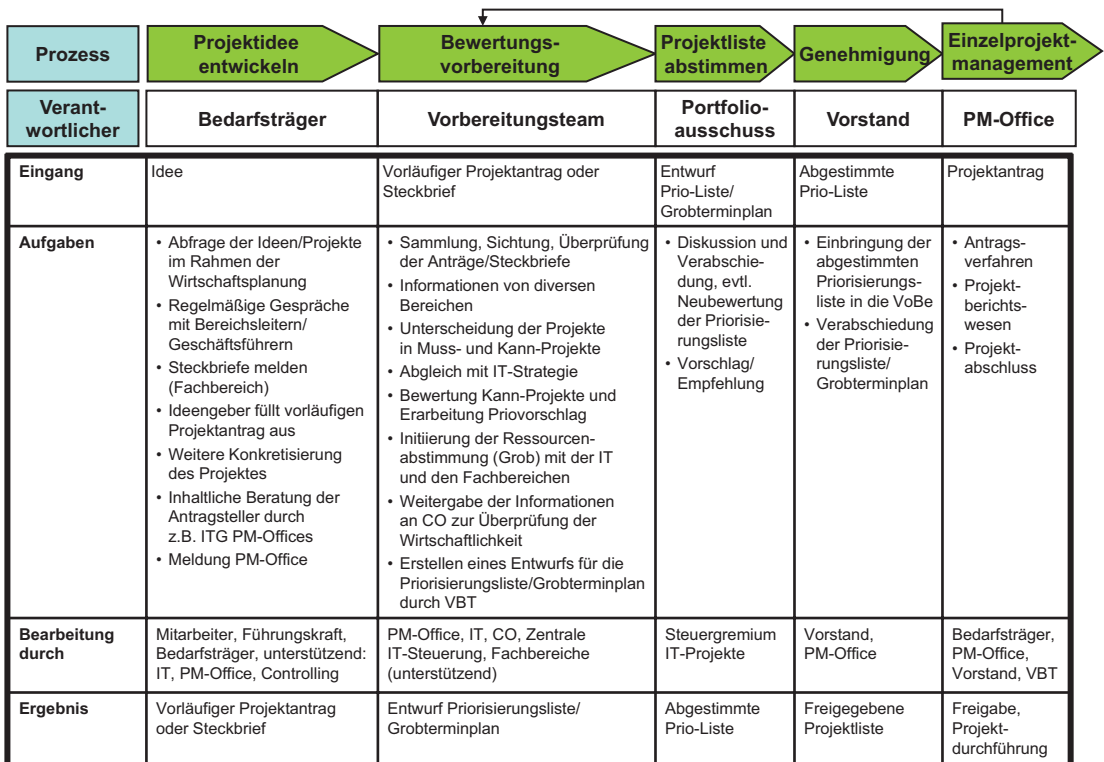 Prozess
Projektidee
entwickeln
Bewertungs-
vorbereitung
Projektliste
abstimmen
Genehmigung
Einzelprojekt-
management
Verant-
wortlicher
Bedarfsträger
Vorbereitungsteam
Portfolio-
ausschuss
Vorstand
PM-Office
Eingang
Idee
Vorläufiger Projektantrag oder
Steckbrief
Entwurf
Prio-Liste/
Grobterminplan
Abgestimmte
Prio-Liste
Projektantrag
Aufgaben
• Abfrage der Ideen/Projekte
im Rahmen der
Wirtschaftsplanung
• Regelmäßige Gespräche
mit Bereichsleitern/
Geschäftsführern
• Steckbriefe melden
(Fachbereich)
• Ideengeber füllt vorläufigen
Projektantrag aus
• Weitere Konkretisierung
des Projektes
• Inhaltliche Beratung der
Antragsteller durch
z.B. ITG PM-Offices
• Meldung PM-Office
• Sammlung, Sichtung, Überprüfung
der Anträge/Steckbriefe
• Informationen von diversen
Bereichen
• Unterscheidung der Projekte
in Muss- und Kann-Projekte
• Abgleich mit IT-Strategie
• Bewertung Kann-Projekte und
Erarbeitung Priovorschlag
• Initiierung der Ressourcen-
abstimmung (Grob) mit der IT
und den Fachbereichen
• Weitergabe der Informationen
an CO zur Überprüfung der
Wirtschaftlichkeit
• Erstellen eines Entwurfs für die
Priorisierungsliste/Grobterminplan
durch VBT
• Diskussion und
Verabschie-
dung, evtl.
Neubewertung
der Priorisie-
rungsliste
• Vorschlag/
Empfehlung
• Einbringung der
abgestimmten
Priorisierungs-
liste in die VoBe
• Verabschiedung
der Priorisie-
rungsliste/
Grobterminplan
• Antrags-
verfahren
• Projekt-
berichts-
wesen
• Projekt-
abschluss
Bearbeitung
durch
Mitarbeiter, Führungskraft,
Bedarfsträger, unterstützend:
IT, PM-Office, Controlling
PM-Office, IT, CO, Zentrale
IT-Steuerung, Fachbereiche
(unterstützend)
Steuergremium
IT-Projekte
Vorstand,
PM-Office
Bedarfsträger,
PM-Office,
Vorstand, VBT
Ergebnis
Vorläufiger Projektantrag
oder Steckbrief
Entwurf Priorisierungsliste/
Grobterminplan
Abgestimmte
Prio-Liste
Freigegebene
Projektliste
Freigabe,
Projekt-
durchführung